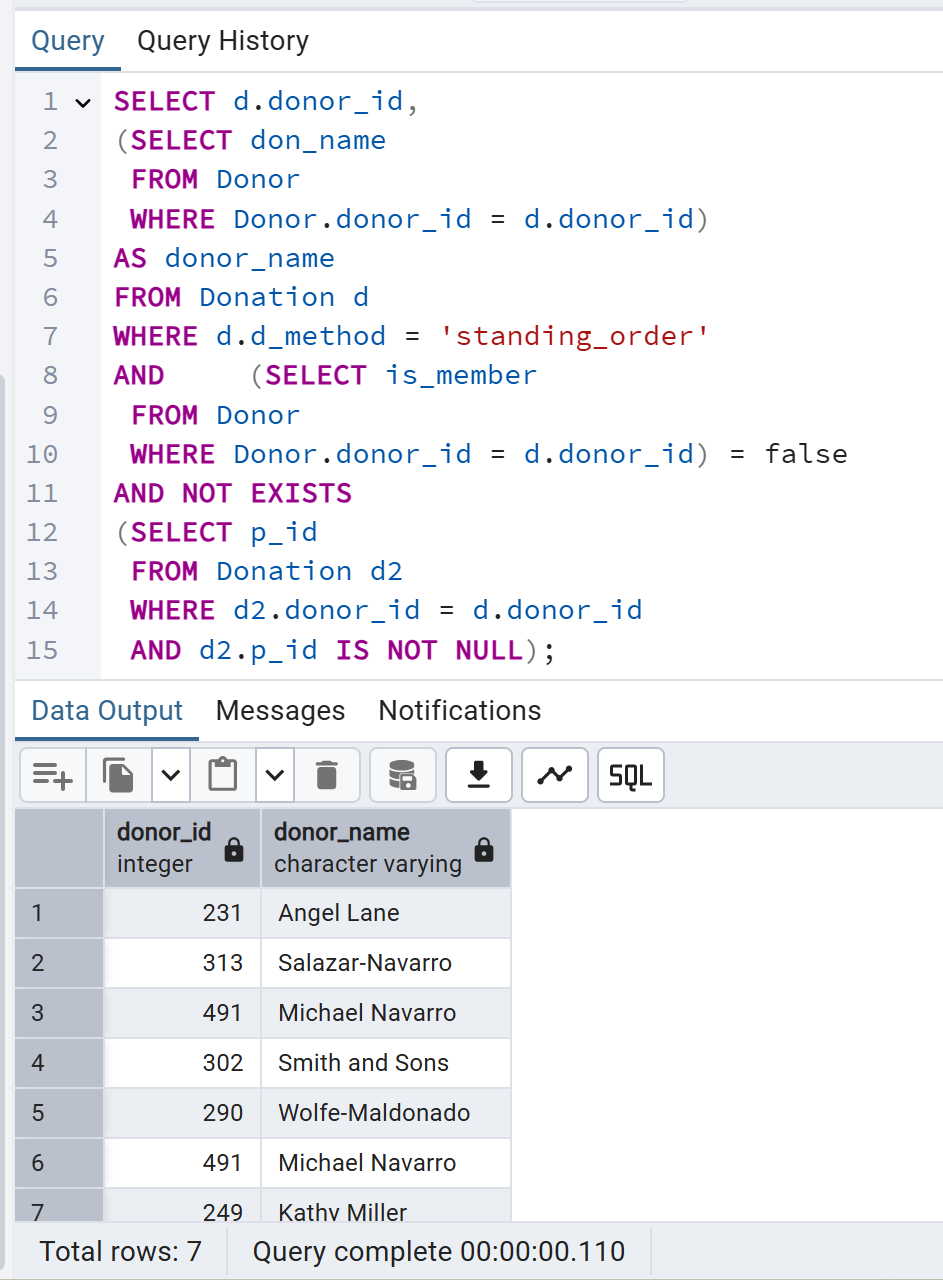 Query Query History
1 SELECT d.donor_id,
2 (SELECT don_name
3 FROM Donor
4 WHERE Donor.donor_id = d.donor_id)
5 AS donor_name
6 FROM Donation d
7 WHERE d.d_method = 'standing_order'
8 AND (SELECT is_member
9 FROM Donor
10 WHERE Donor.donor_id = d.donor_id) = false
11 AND NOT EXISTS
12 (SELECT p_id
13 FROM Donation d2
14 WHERE d2.donor_id = d.donor_id
15 AND d2.p_id IS NOT NULL);
Data Output Messages Notifications
SQL
donor_id donor_name
integer character varying
1 231 Angel Lane
2 313 Salazar-Navarro
3 491 Michael Navarro
4 302 Smith and Sons
5 290 Wolfe-Maldonado
6 491 Michael Navarro
7 249 Kathy Miller
Total rows: 7 Query complete 00:00:00.110